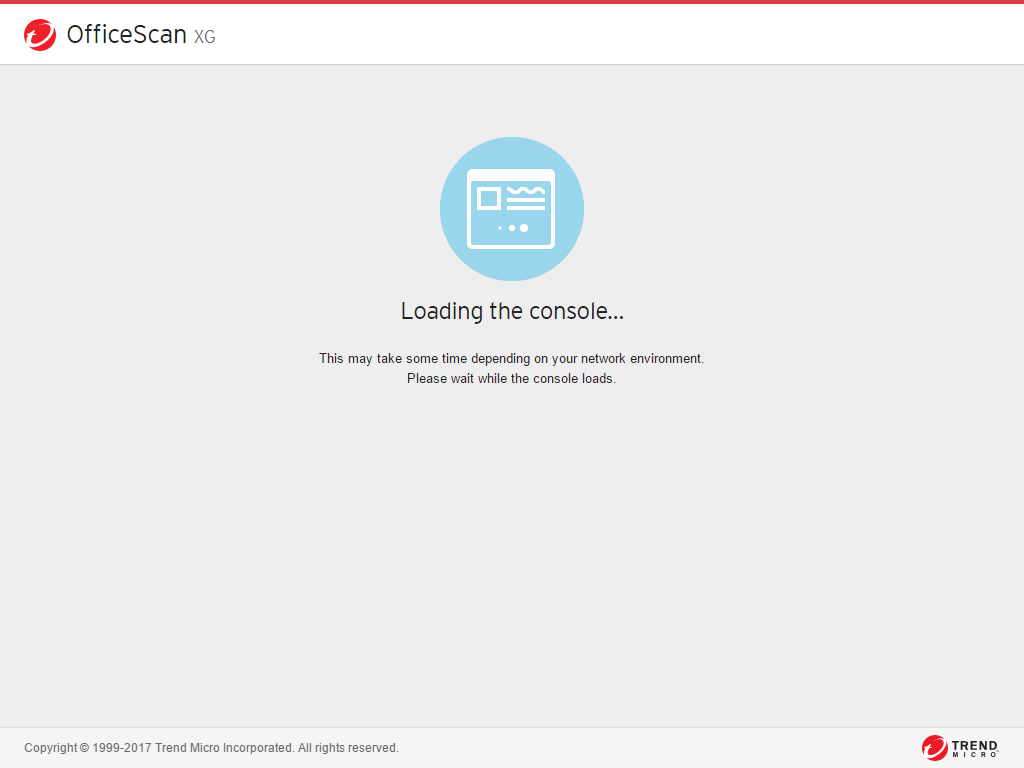 OfficeScan XG
Loading the console...
This may take some time depending on your network environment.
Please wait while the console loads.
Copyright © 1999-2017 Trend Micro Incorporated. All rights reserved.
TREND
MICRO™